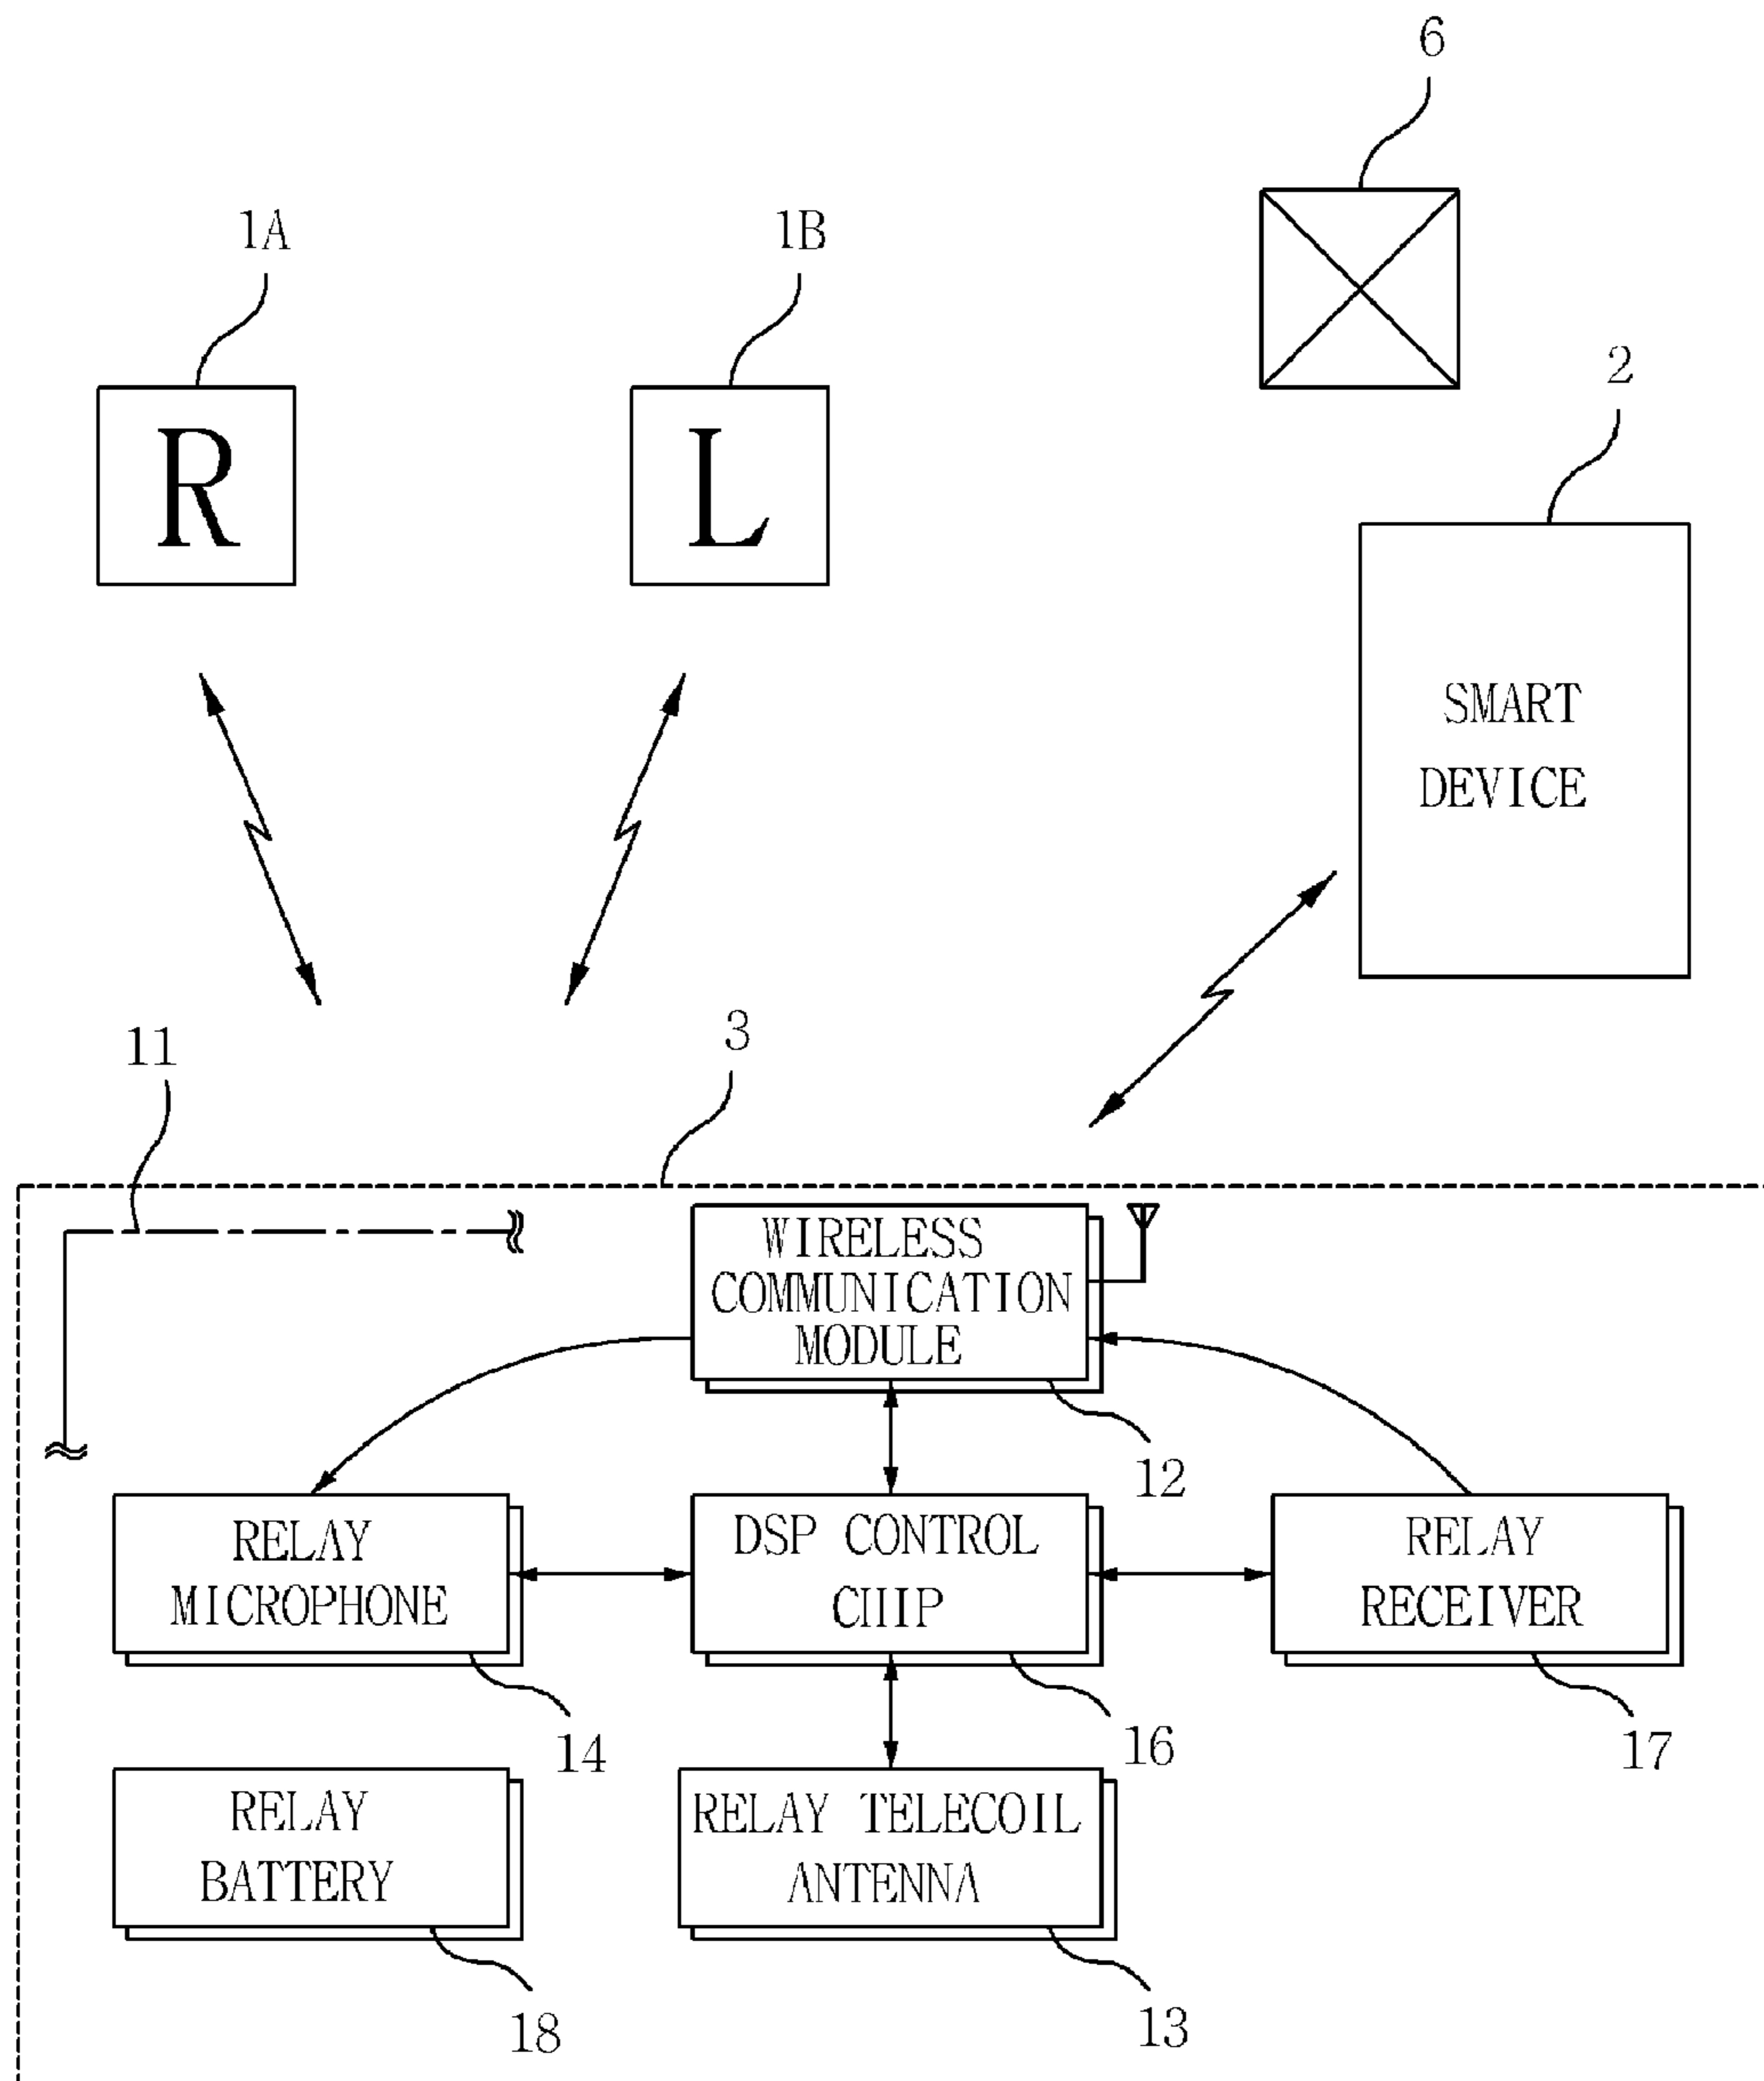 6
1A
1B
2
R
L
SMART
DEVICE
11
3
WIRELESS
COMMUNICATION
MODULE
12
RELAY
MICROPHONE
DSP CONTROL
CHIP
RELAY
RECEIVER
14
16
17
RELAY
BATTERY
RELAY TELECOIL
ANTENNA
18
13